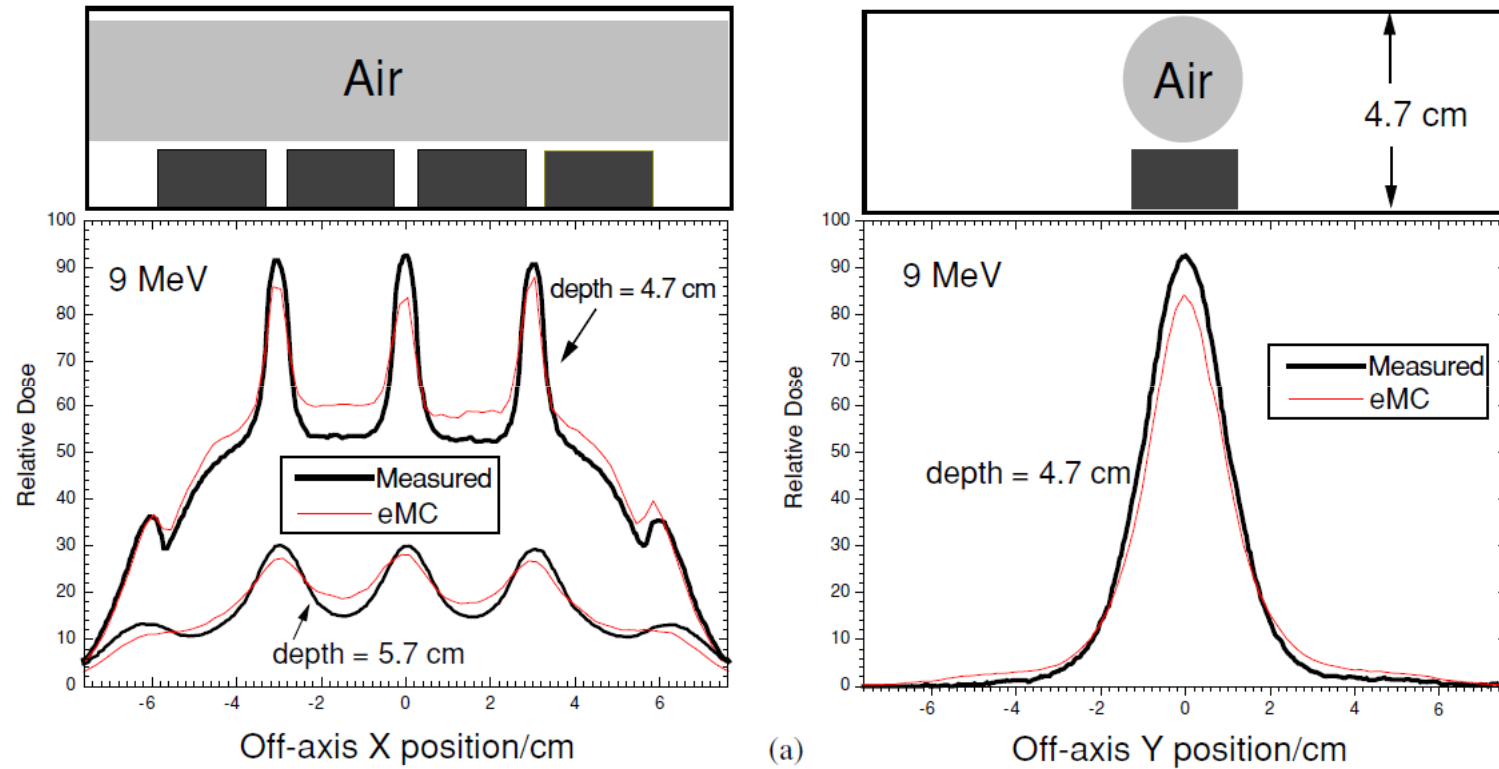 Air
Air
4.7 cm
100
90
80
70
60
50
40
30
20
10
0
Relative Dose
9 MeV
depth = 4.7 cm
Measured
eMC
depth = 5.7 cm
-6
-4
-2
0
2
4
6
Off-axis X position/cm
(a)
100
90
80
70
60
50
40
30
20
10
0
Relative Dose
9 MeV
Measured
eMC
depth = 4.7 cm
-6
-4
-2
0
2
4
6
Off-axis Y position/cm